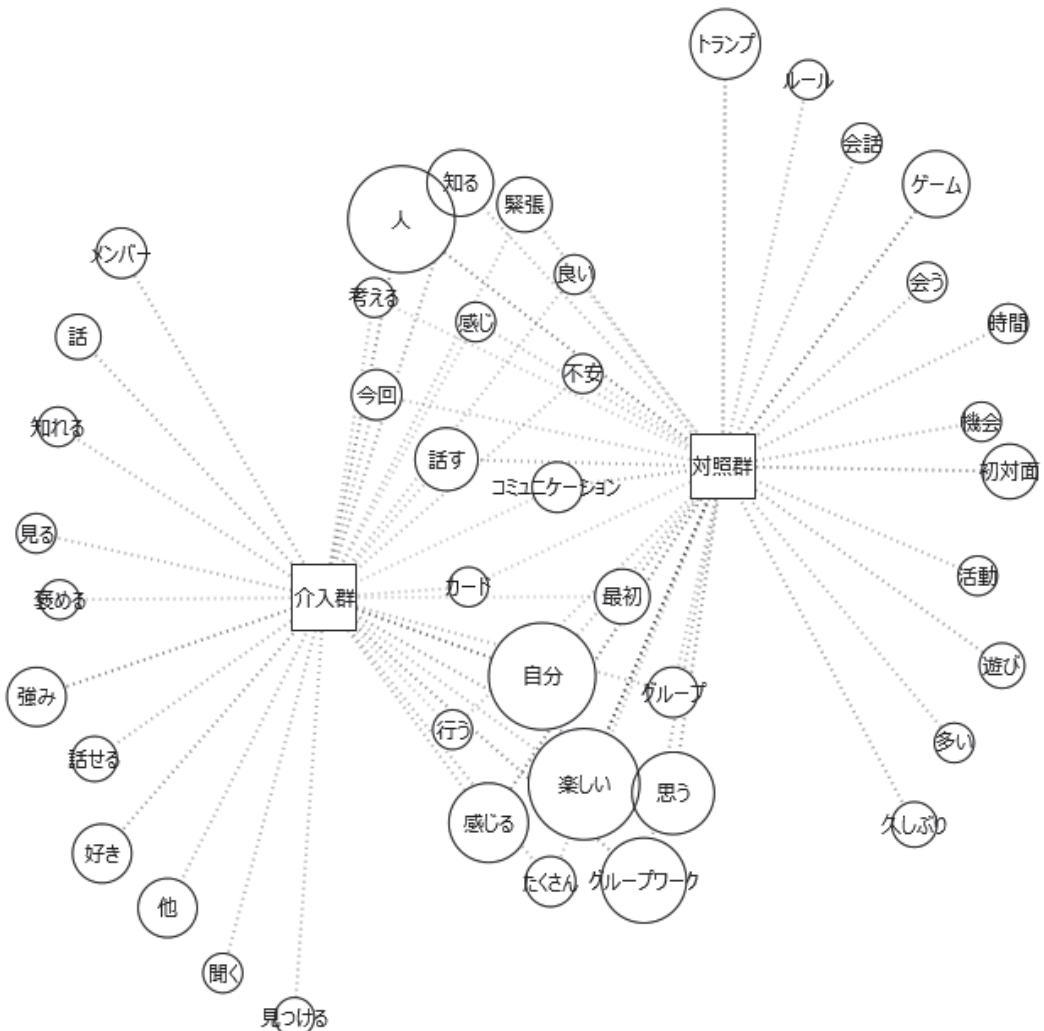 トランプ
ルール
会話
ゲーム
知る
緊張
人
メンバー
良い
会う
考える
感じ
時間
話
不安
今回
知れる
機会
話す
対照群
初対面
コミュニケーション
見る
活動
カード
最初
介入群
褒める
遊び
自分
強み
グループ
行う
多い
話せる
楽しい
思う
感じる
久しぶり
好き
たくさん
グループワーク
他
聞く
見つける